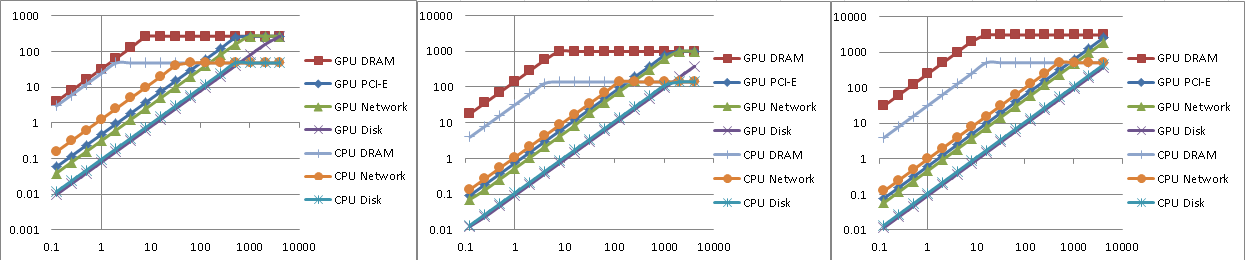 1000
100
10
1
0.1
0.01
0.001
0.1 1 10 100 1000 10000
GPU DRAM
GPU PCI-E
GPU Network
GPU Disk
CPU DRAM
CPU Network
CPU Disk
10000
1000
100
10
1
0.1
0.01
0.1 1 10 100 1000 10000
GPU DRAM
GPU PCI-E
GPU Network
GPU Disk
CPU DRAM
CPU Network
CPU Disk
10000
1000
100
10
1
0.1
0.01
0.1 1 10 100 1000 10000
GPU DRAM
GPU PCI-E
GPU Network
GPU Disk
CPU DRAM
CPU Network
CPU Disk